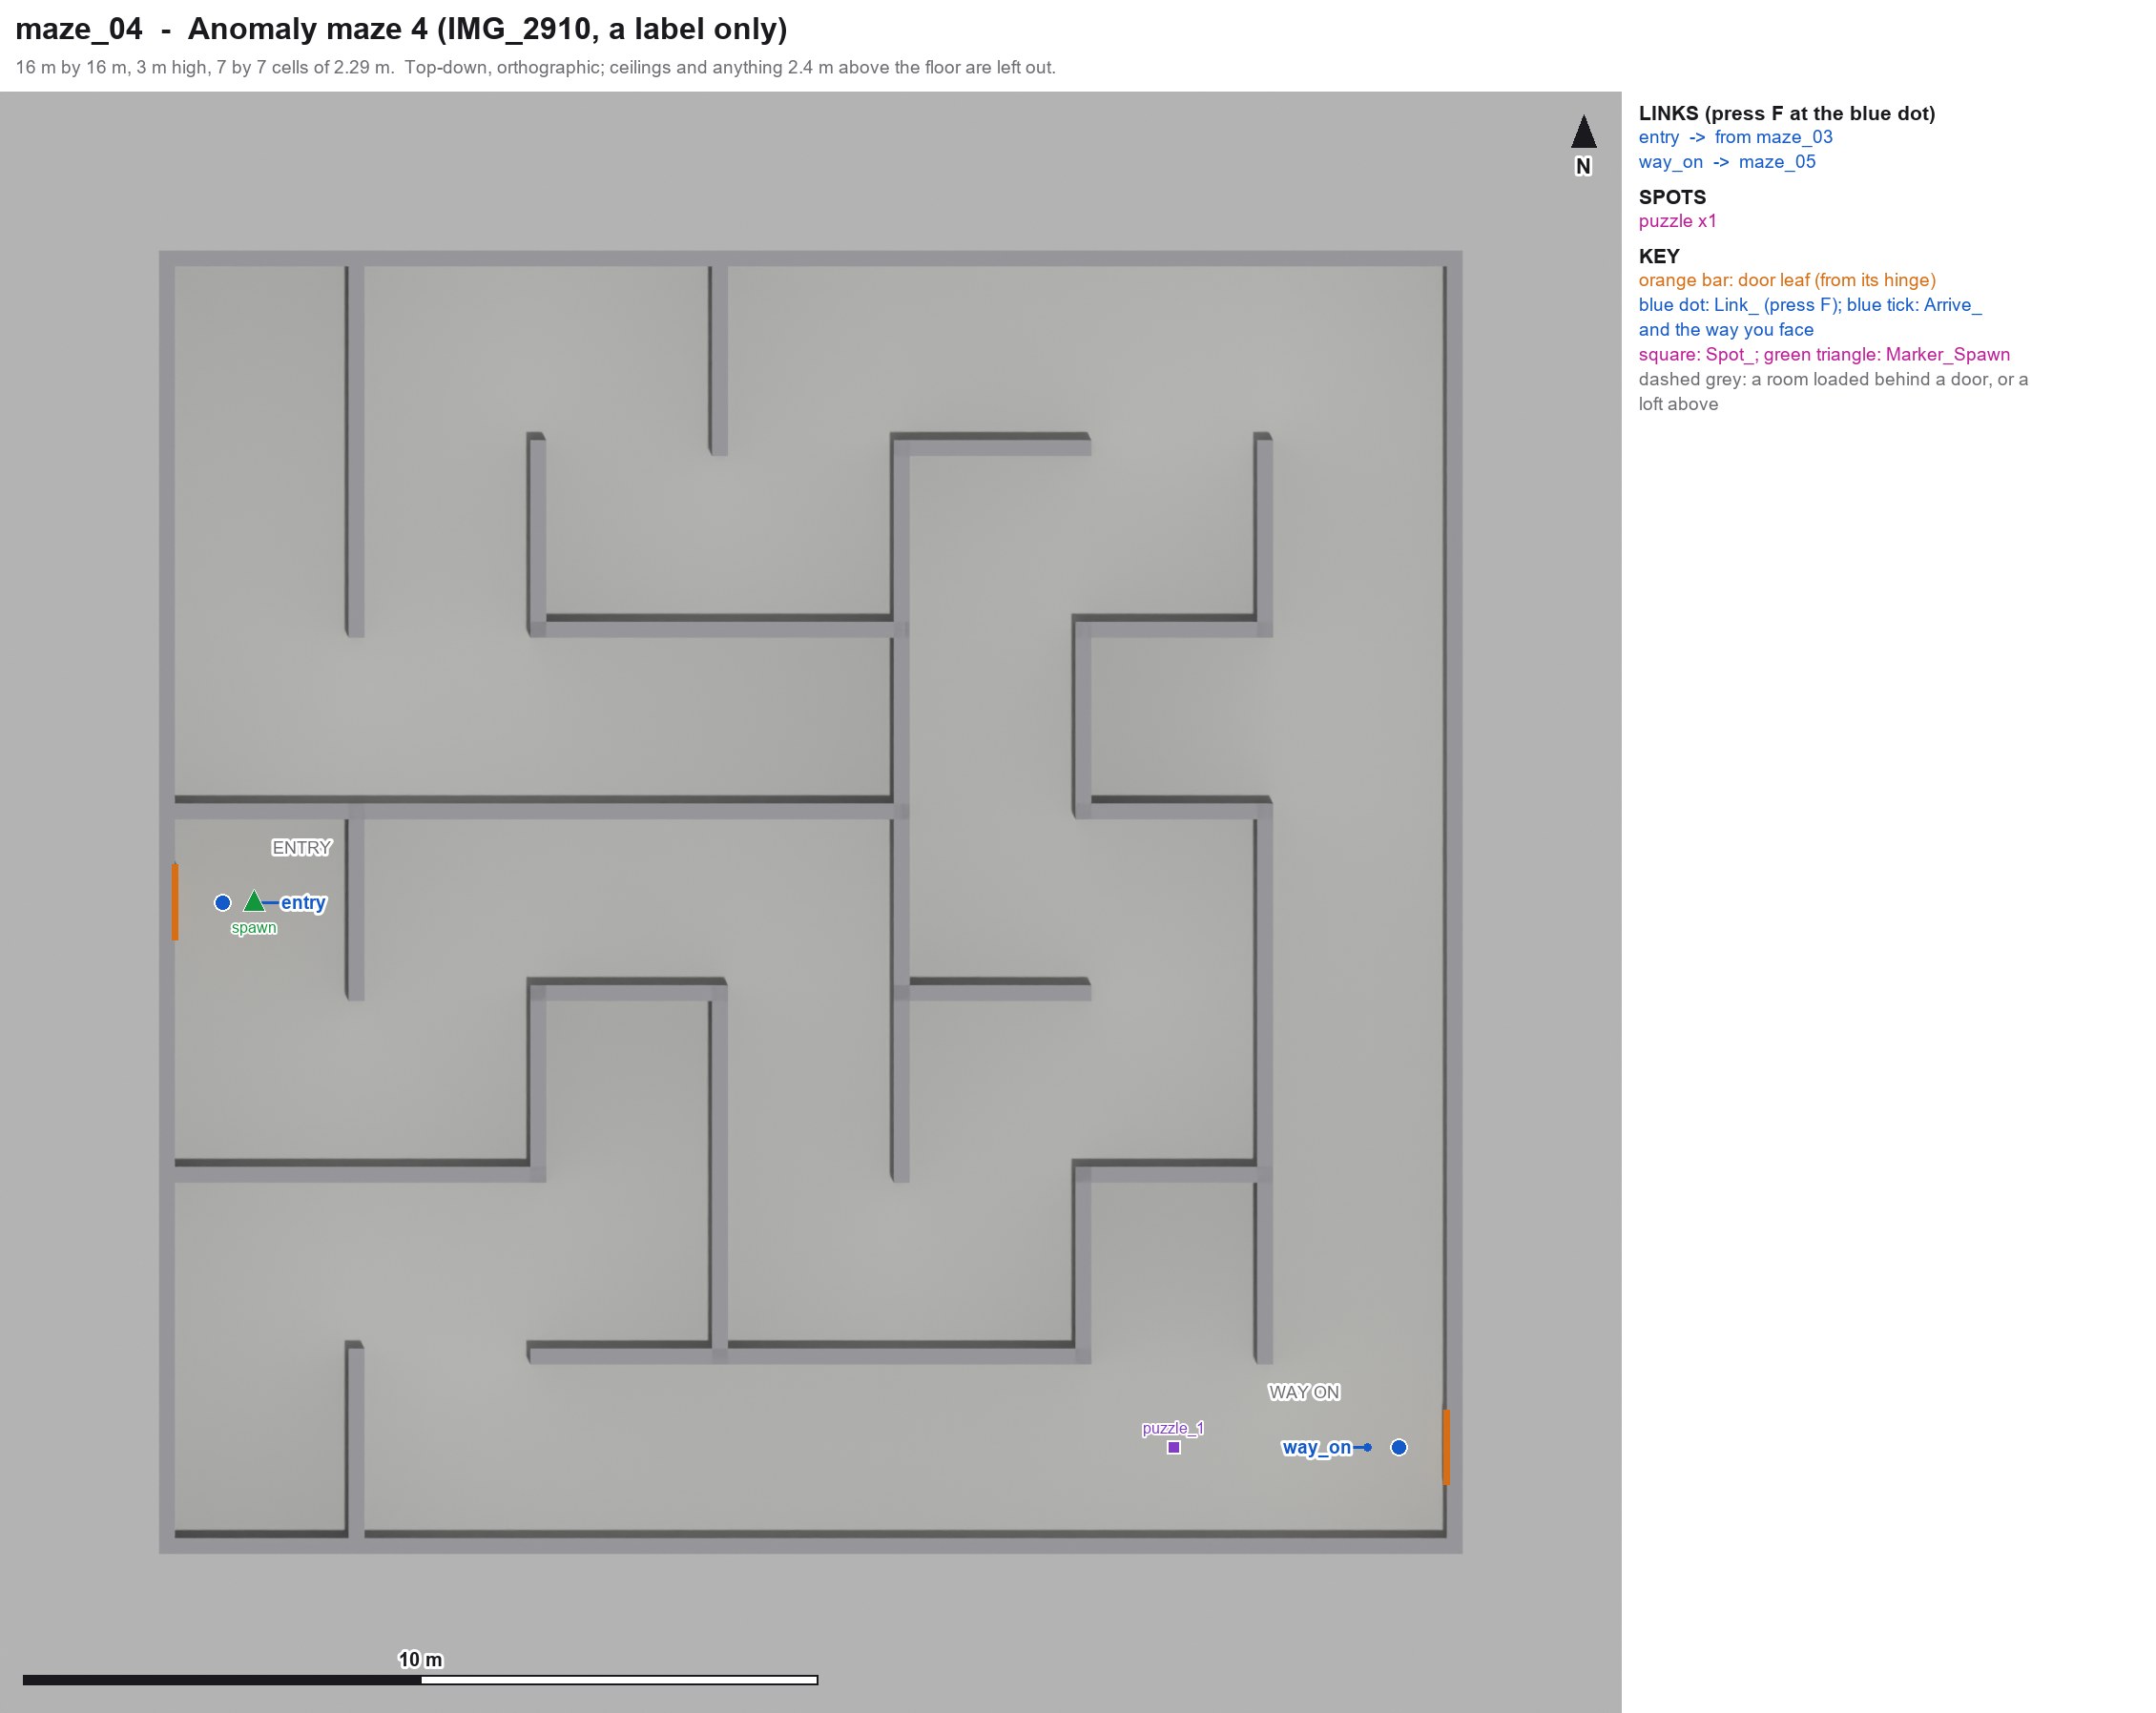 maze_04 - Anomaly maze 4 (IMG_2910, a label only)
16 m by 16 m, 3 m high, 7 by 7 cells of 2.29 m. Top-down, orthographic; ceilings and anything 2.4 m above the floor are left out.
N
LINKS (press F at the blue dot)
entry -> from maze_03
way_on -> maze_05
SPOTS
puzzle x1
KEY
orange bar: door leaf (from its hinge)
blue dot: Link_ (press F); blue tick: Arrive_
and the way you face
square: Spot_; green triangle: Marker_Spawn
dashed grey: a room loaded behind a door, or a
loft above
ENTRY
entry
spawn
WAY ON
puzzle_1
way_on
10 m